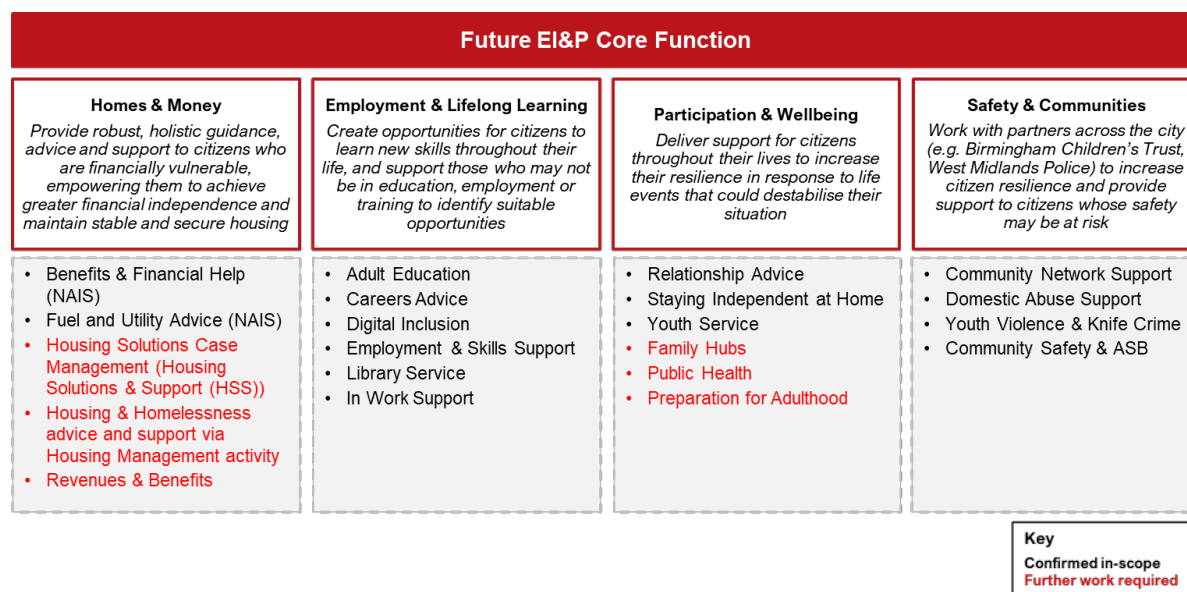 Future EI&P Core Function
Homes & Money
Provide robust, holistic guidance,
advice and support to citizens who
are financially vulnerable,
empowering them to achieve
greater financial independence and
maintain stable and secure housing
• Benefits & Financial Help
(NAIS)
• Fuel and Utility Advice (NAIS)
• Housing Solutions Case
Management (Housing
Solutions & Support (HSS))
• Housing & Homelessness
advice and support via
Housing Management activity
• Revenues & Benefits
Employment & Lifelong Learning
Create opportunities for citizens to
learn new skills throughout their
life, and support those who may not
be in education, employment or
training to identify suitable
opportunities
• Adult Education
• Careers Advice
• Digital Inclusion
• Employment & Skills Support
• Library Service
• In Work Support
Participation & Wellbeing
Deliver support for citizens
throughout their lives to increase
their resilience in response to life
events that could destabilise their
situation
• Relationship Advice
• Staying Independent at Home
• Youth Service
• Family Hubs
• Public Health
• Preparation for Adulthood
Safety & Communities
Work with partners across the city
(e.g. Birmingham Children's Trust,
West Midlands Police) to increase
citizen resilience and provide
support to citizens whose safety
may be at risk
• Community Network Support
• Domestic Abuse Support
• Youth Violence & Knife Crime
• Community Safety & ASB
Key
Confirmed in-scope
Further work required